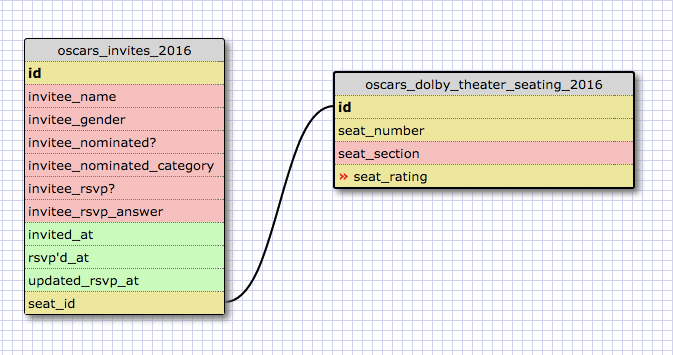 oscars_invites_2016
id
invitee_name
invitee_gender
invitee_nominated?
invitee_nominated_category
invitee_rsvp?
invitee_rsvp_answer
invited_at
rsvp'd_at
updated_rsvp_at
seat_id
oscars_dolby_theater_seating_2016
id
seat_number
seat_section
» seat_rating